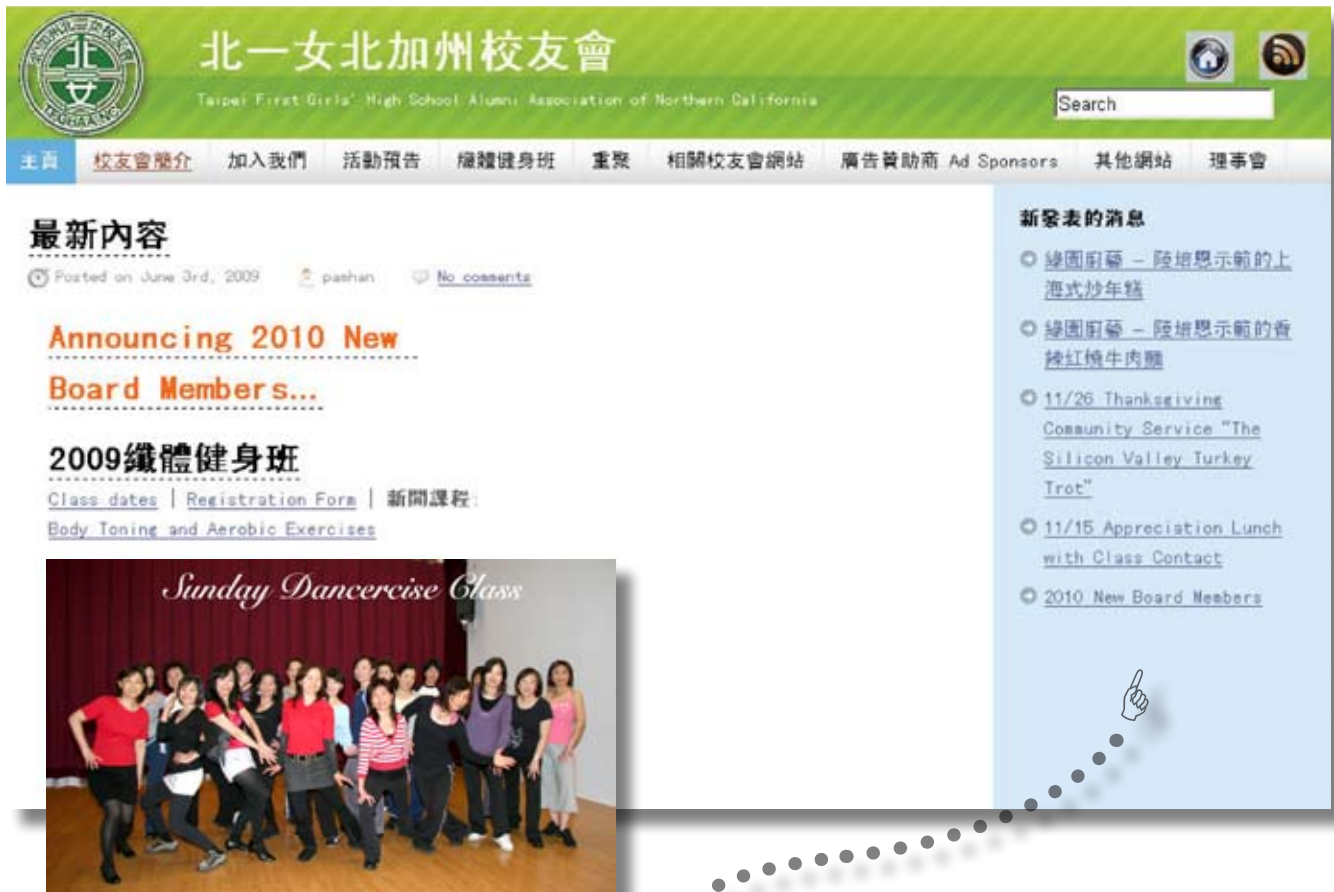 北一女北加州校友會
Taipei First Girls' High School Alumni Association of Northern California
Search
主頁 校友會簡介 加入我們 活動預告 纖體健身班 重聚 相關校友會網站 廣告贊助商 Ad Sponsors 其他網站 理事會
最新內容
Posted on June 3rd, 2009 pamhan No comments
Announcing 2010 New
Board Members...
2009纖體健身班
Class dates | Registration Form | 新開課程:
Body Toning and Aerobic Exercises
Sunday Dancercise Class
新發表的消息
綠園廚藝 – 陸培恩示範的上
海式炒年糕
綠園廚藝 – 陸培恩示範的香
辣紅燒牛肉麵
11/26 Thanksgiving
Community Service "The
Silicon Valley Turkey
Trot"
11/15 Appreciation Lunch
with Class Contact
2010 New Board Members